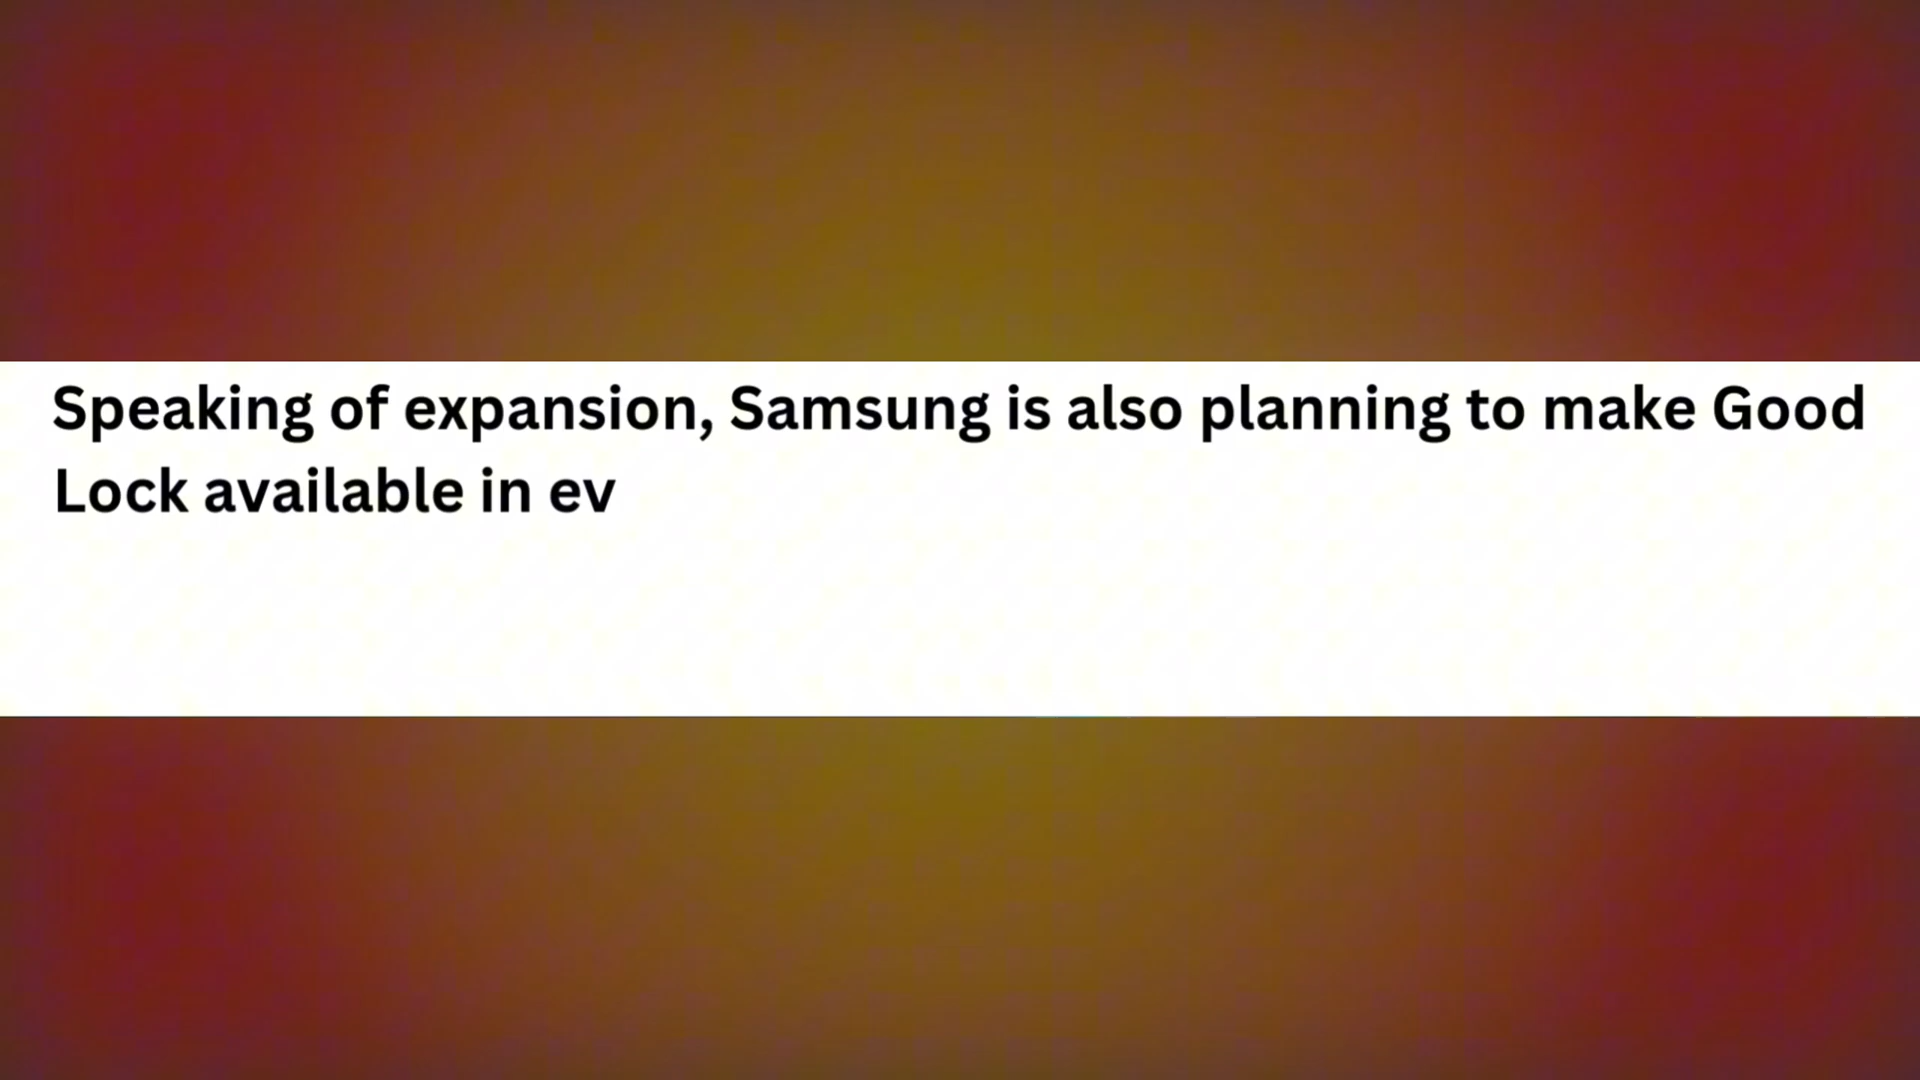 Speaking of expansion, Samsung is also planning to make Good
Lock available in ev